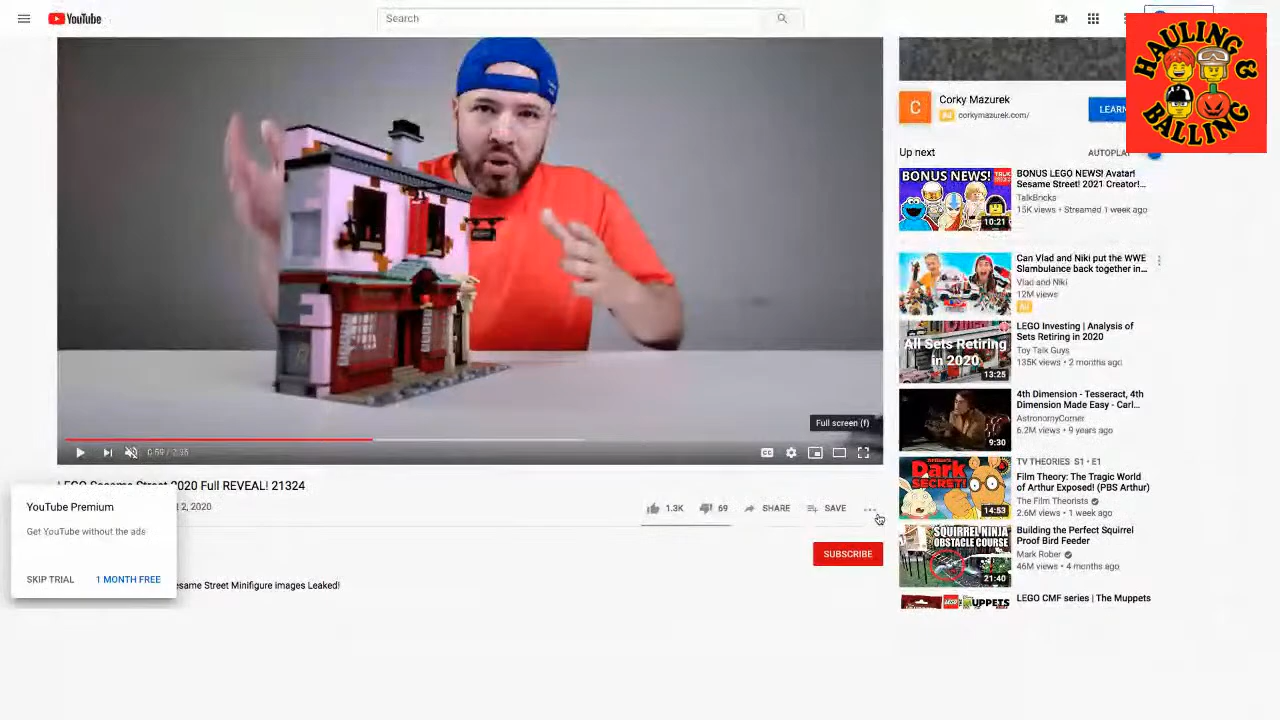 YouTube
Search
HAULING &
BALLING
C
Corky Mazurek
Ad corkymazurek.com/
LEARN
Up next
AUTOPLAY
BONUS NEWS!
10:21
BONUS LEGO NEWS! Avatar!
Sesame Street! 2021 Creator!...
TalkBricks
15K views • Streamed 1 week ago
Can Vlad and Niki put the WWE
Slambulance back together in...
Vlad and Niki
12M views
Ad
All Sets Retiring
in 2020
13:25
LEGO Investing | Analysis of
Sets Retiring in 2020
Toy Talk Guys
135K views • 2 months ago
9:30
4th Dimension - Tesseract, 4th
Dimension Made Easy - Carl...
AstronomyCorner
6.2M views • 9 years ago
Dark
SECRET!
14:53
TV THEORIES S1 • E1
Film Theory: The Tragic World
of Arthur Exposed! (PBS Arthur)
The Film Theorists
2.6M views • 1 week ago
SQUIRREL NINJA
OBSTACLE COURSE
21:40
Building the Perfect Squirrel
Proof Bird Feeder
Mark Rober
46M views • 4 months ago
LEGO CMF series | The Muppets
Full screen (f)
0:59 / 2:36
LEGO Sesame Street 2020 Full REVEAL! 21324
2, 2020
1.3K
69
SHARE
SAVE
SUBSCRIBE
esame Street Minifigure images Leaked!
YouTube Premium
Get YouTube without the ads
SKIP TRIAL
1 MONTH FREE